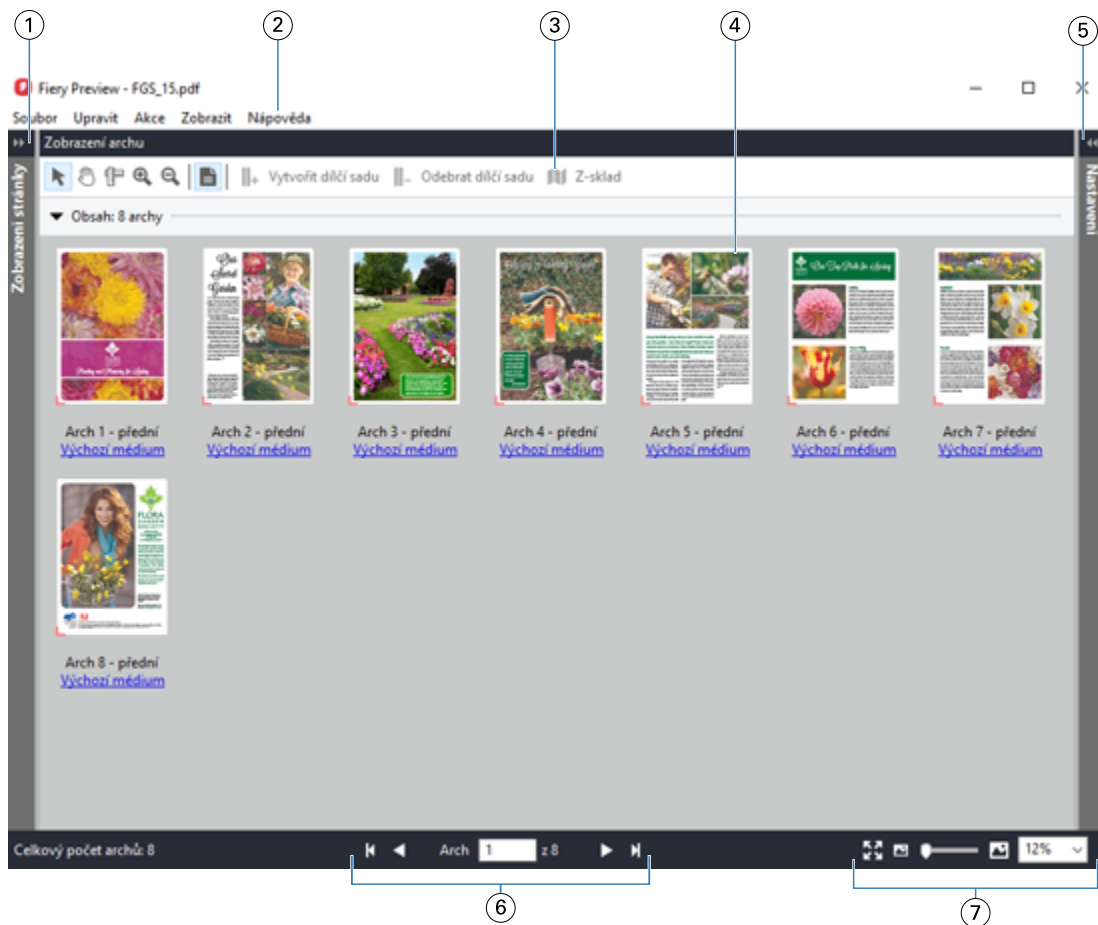 1 2 3 4 5
Fiery Preview - FGS_15.pdf
Soubor Upravit Akce Zobrazit Nápověda
Zobrazení archu
Zobrazení stránky
Nastavení
Vytvořit dílčí sadu Odebrat dílčí sadu Z-sklad
Obsah: 8 archy
Arch 1 - přední Arch 2 - přední Arch 3 - přední Arch 4 - přední Arch 5 - přední Arch 6 - přední Arch 7 - přední
Výchozí médium Výchozí médium Výchozí médium Výchozí médium Výchozí médium Výchozí médium Výchozí médium
FLORA
Arch 8 - přední
Výchozí médium
Celkový počet archů: 8 Arch 1 z 8 12%
6 7